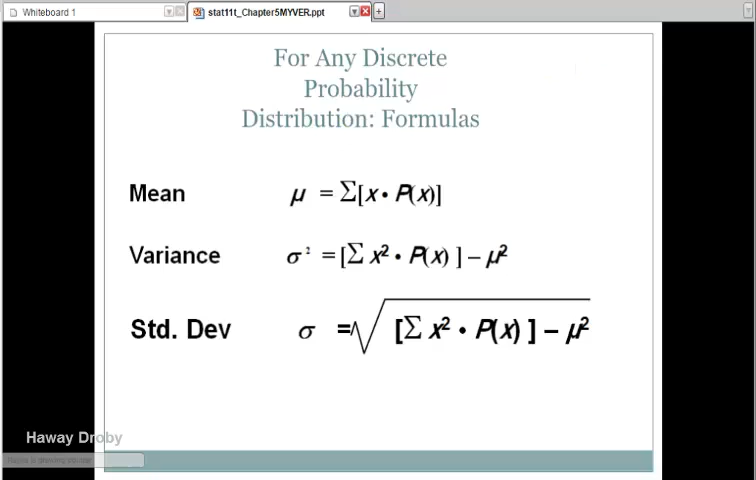 Whiteboard 1
stat11t_Chapter5MYVER.ppt
For Any Discrete
Probability
Distribution: Formulas
Mean μ = Σ[x • P(x)]
Variance σ² = [Σ x² • P(x) ] – μ²
Std. Dev σ = √[Σ x² • P(x) ] – μ²
Haway Droby